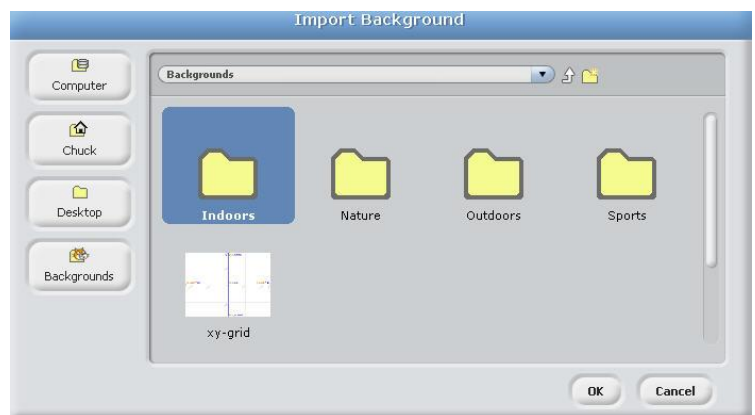 Import Background
Computer
Chuck
Desktop
Backgrounds
Backgrounds
Indoors
Nature
Outdoors
Sports
xy-grid
OK
Cancel